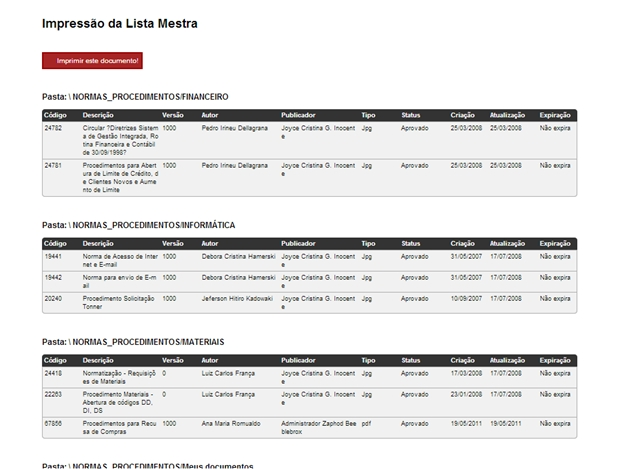 Impressão da Lista Mestra
Imprimir este documento!
Pasta: \ NORMAS_PROCEDIMENTOS/FINANCEIRO
Código Descrição Versão Autor Publicador Tipo Status Criação Atualização Expiração
24782 Circular ?Diretrizes Sistem 1000 Pedro Irineu Dellagrana Joyce Cristina G. Inocent Jpg Aprovado 25/03/2008 25/03/2008 Não expira
a de Gestão Integrada, Ro e
tina Financeira e Contábil
de 30/09/1998?
24781 Procedimentos para Abert 1000 Pedro Irineu Dellagrana Joyce Cristina G. Inocent Jpg Aprovado 25/03/2008 25/03/2008 Não expira
ura de Limite de Crédito, d e
e Clientes Novos e Aume
nto de Limite
Pasta: \ NORMAS_PROCEDIMENTOS/INFORMÁTICA
Código Descrição Versão Autor Publicador Tipo Status Criação Atualização Expiração
19441 Norma de Acesso de Inter 1000 Debora Cristina Hamerski Joyce Cristina G. Inocent Jpg Aprovado 31/05/2007 17/07/2008 Não expira
net e E-mail e
19442 Norma para envio de E-m 1000 Debora Cristina Hamerski Joyce Cristina G. Inocent Jpg Aprovado 31/05/2007 17/07/2008 Não expira
ail e
20240 Procedimento Solicitação 1000 Jeferson Hitiro Kadowaki Joyce Cristina G. Inocent Jpg Aprovado 10/09/2007 17/07/2008 Não expira
Tonner e
Pasta: \ NORMAS_PROCEDIMENTOS/MATERIAIS
Código Descrição Versão Autor Publicador Tipo Status Criação Atualização Expiração
24418 Normatização - Requisiçõ 0 Luiz Carlos França Joyce Cristina G. Inocent Jpg Aprovado 17/03/2008 17/07/2008 Não expira
es de Materiais e
22263 Procedimento Materiais - 0 Luiz Carlos França Joyce Cristina G. Inocent Jpg Aprovado 23/01/2008 17/07/2008 Não expira
Abertura de códigos DD, e
DI, DS
67856 Procedimentos para Recu 1000 Ana Maria Romualdo Administrador Zaphod Bee pdf Aprovado 19/05/2011 19/05/2011 Não expira
sa de Compras blebrox
Pasta: \ NORMAS_PROCEDIMENTOS/Meus documentos